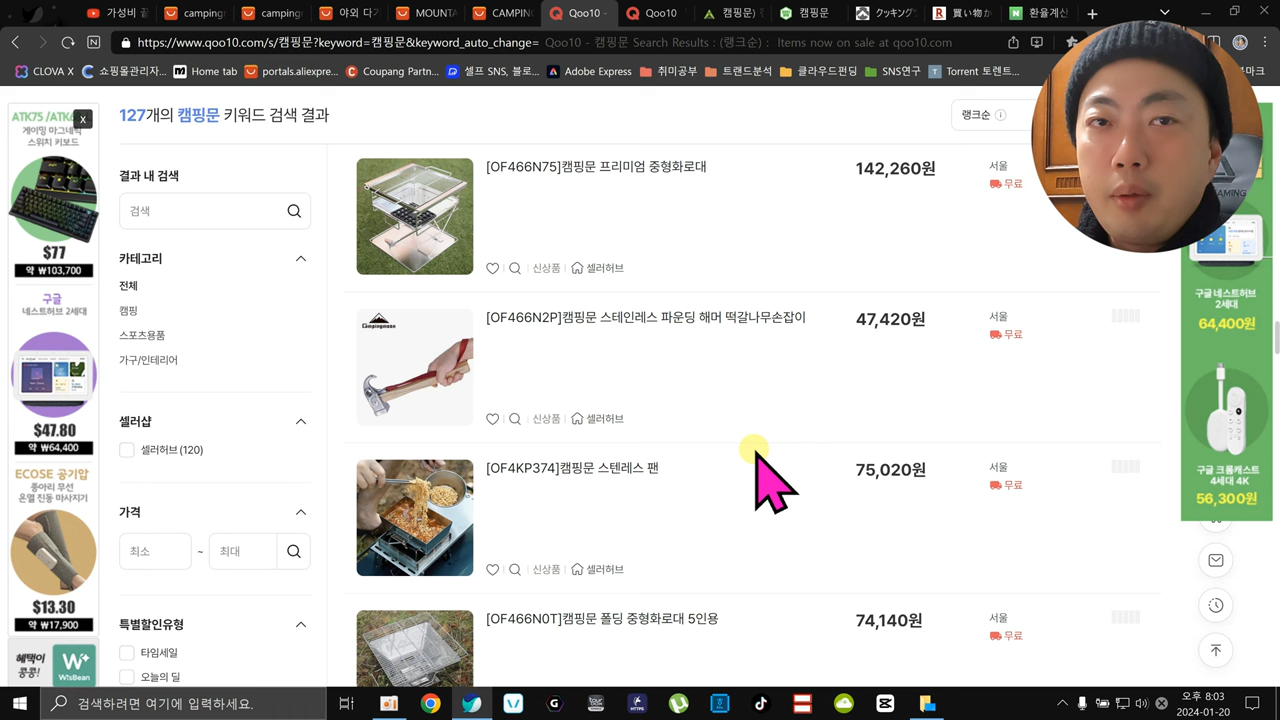 가성비 끝
캠핑문
camping
야외 다기
MOUNTA
CAMPING
Qoo10 -
Qoo10
캠핑문)
캠핑문
クッキング
買い物か
환율계산
https://www.qoo10.com/s/캠핑문?keyword=캠핑문&keyword_auto_change= Qoo10 - 캠핑문 Search Results : (랭크순) : Items now on sale at qoo10.com
CLOVA X
쇼핑몰관리자...
Home tab
portals.aliexpre...
Coupang Partn...
셀프 SNS, 블로...
Adobe Express
취미공부
트랜드분석
클라우드펀딩
SNS연구
Torrent 토렌트...
북마크
127개의 캠핑문 키워드 검색 결과
랭크순
결과 내 검색
검색
카테고리
전체
캠핑
스포츠용품
가구/인테리어
셀러샵
셀러허브 (120)
가격
최소
~
최대
특별할인유형
타임세일
오늘의 딜
[OF466N75]캠핑문 프리미엄 중형화로대
142,260원
서울
무료
신상품
셀러허브
Campingmoon
[OF466N2P]캠핑문 스테인레스 파운딩 해머 떡갈나무손잡이
47,420원
서울
무료
신상품
셀러허브
[OF4KP374]캠핑문 스텐레스 팬
75,020원
서울
무료
신상품
셀러허브
[OF466N0T]캠핑문 폴딩 중형화로대 5인용
74,140원
서울
무료
X
게이밍 마그네틱
스위치 키보드
$77
약 ₩103,700
구글
네스트허브 2세대
$47.80
약 ₩64,400
ECOSE 공기압
종아리 무선
온열 진동 마사지기
$13.30
약 ₩17,900
혜택이
콩콩!
W+
WisBean
GAMING
구글 네스트허브
2세대
64,400원
구글 크롬캐스트
4세대 4K
56,300원
검색하려면 여기에 입력하세요.
오후 8:03
2024-01-20